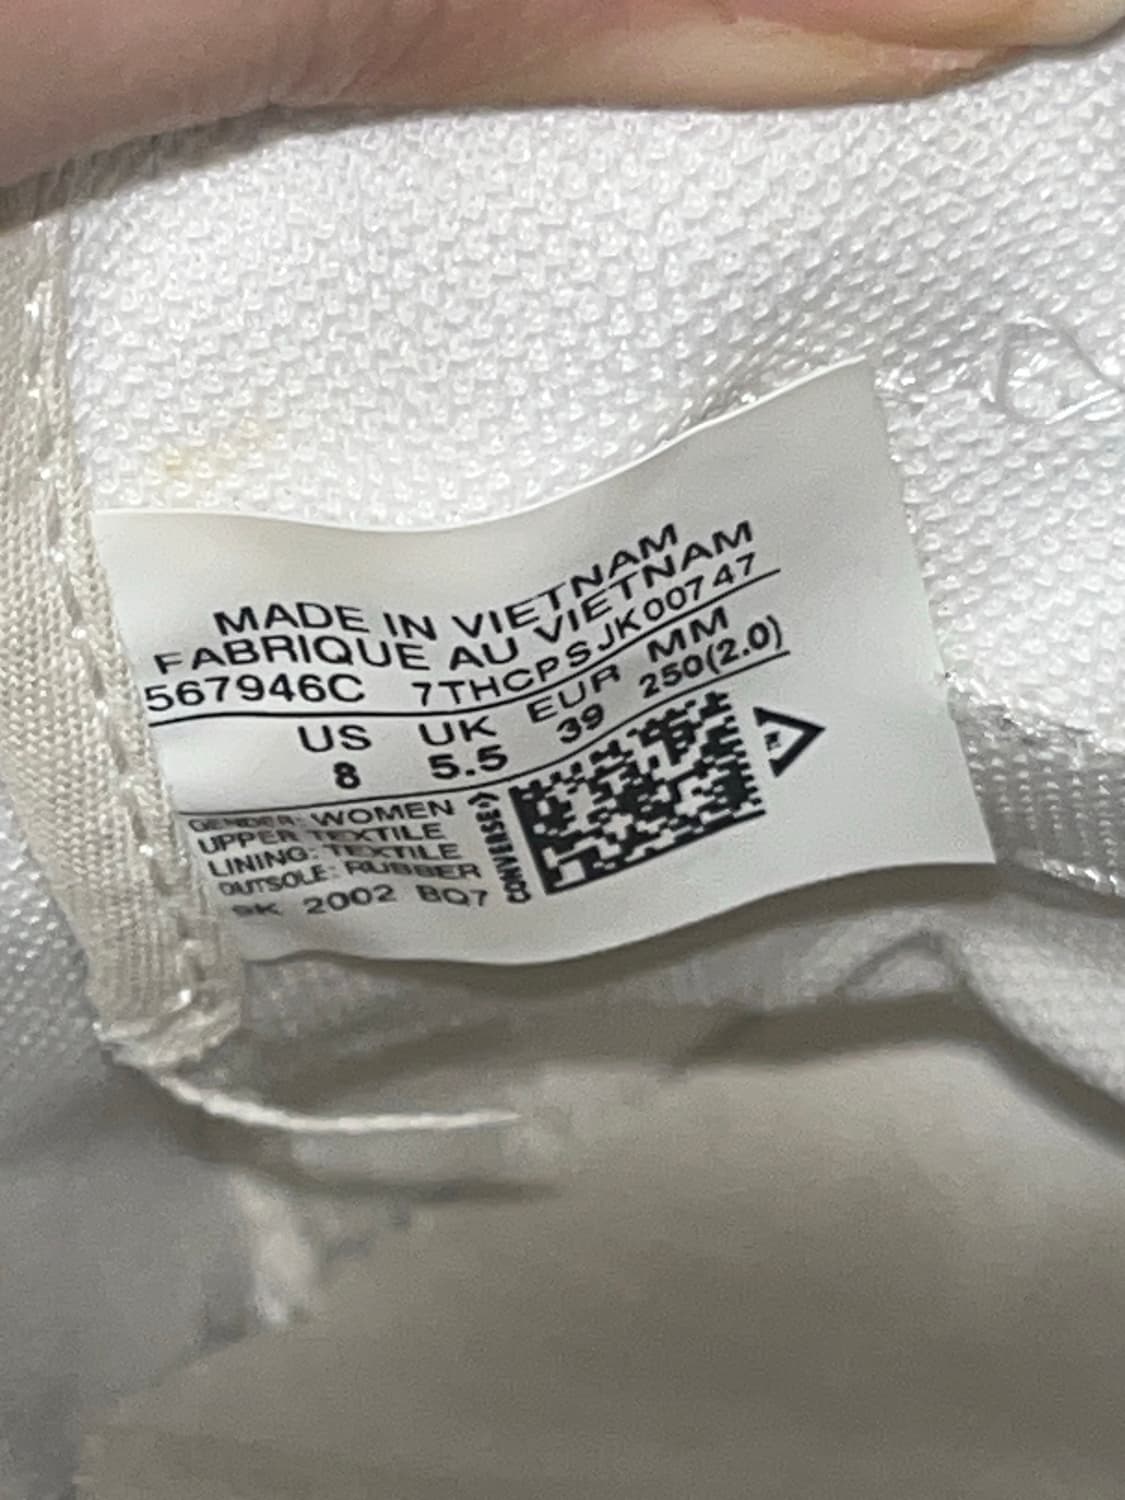 MADE IN VIETNAM
FABRIQUE AU VIETNAM
567946C 7THCPSJK00747
US UK EUR MM
8 5.5 39 250(2.0)
GENDER: WOMEN
UPPER TEXTILE
LINING: TEXTILE
OUTSOLE: RUBBER
SK 2002 BQ7
CONVERSE